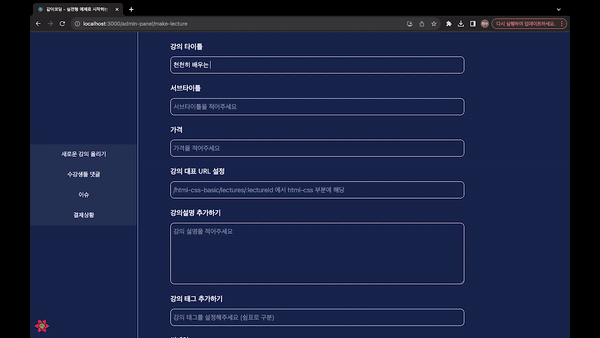 같이코딩 - 실전형 예제로 시작하는
localhost:3000/admin-panel/make-lecture
다시 실행하여 업데이트하세요.
새로운 강의 올리기
수강생들 댓글
이슈
결제상황
강의 타이틀
천천히 배우는
서브타이틀
서브타이틀을 적어주세요
가격
가격을 적어주세요
강의 대표 URL 설정
/html-css-basic/lectures/:lectureId 에서 html-css 부분에 해당
강의설명 추가하기
강의 설명을 적어주세요
강의 태그 추가하기
강의 태그를 설정해주세요 (쉼표로 구분)